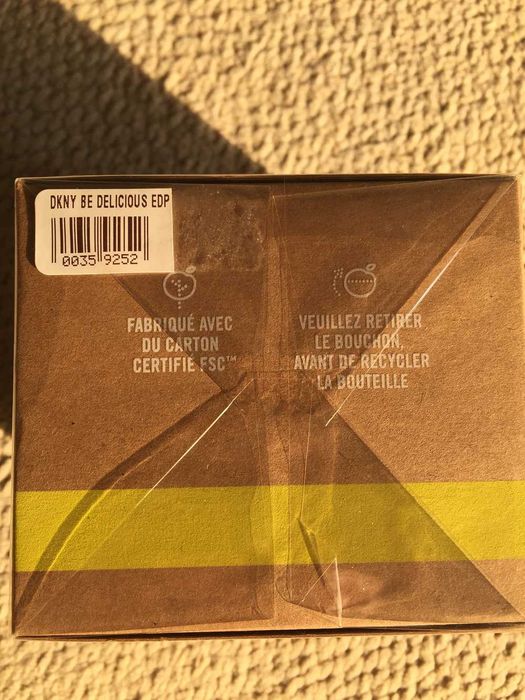 DKNY BE DELICIOUS EDP
0035 9252
FABRIQUÉ AVEC
DU CARTON
CERTIFIÉ FSC™
VEUILLEZ RETIRER
LE BOUCHON,
AVANT DE RECYCLER
LA BOUTEILLE